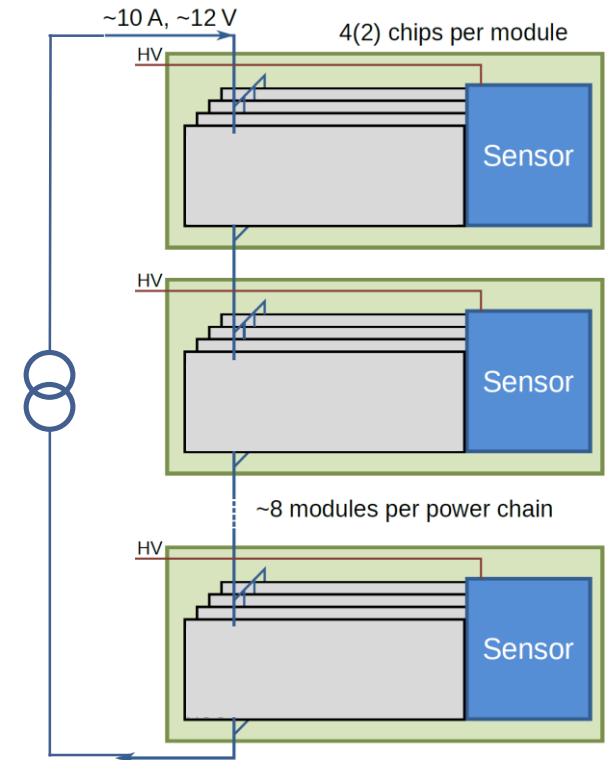 ~10 A, ~12 V
4(2) chips per module
HV
Sensor
HV
Sensor
~8 modules per power chain
HV
Sensor